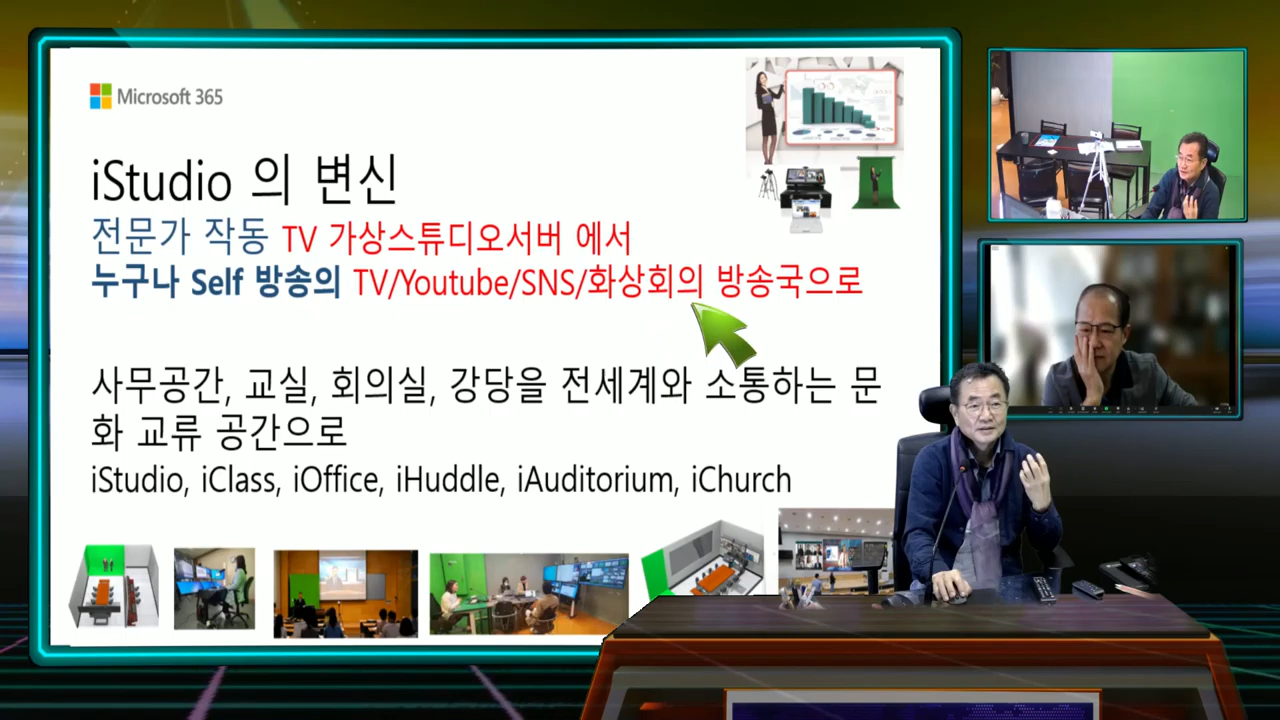 Microsoft 365
iStudio 의 변신
전문가 작동 TV 가상스튜디오서버 에서
누구나 Self 방송의 TV/Youtube/SNS/화상회의 방송국으로
사무공간, 교실, 회의실, 강당을 전세계와 소통하는 문
화 교류 공간으로
iStudio, iClass, iOffice, iHuddle, iAuditorium, iChurch